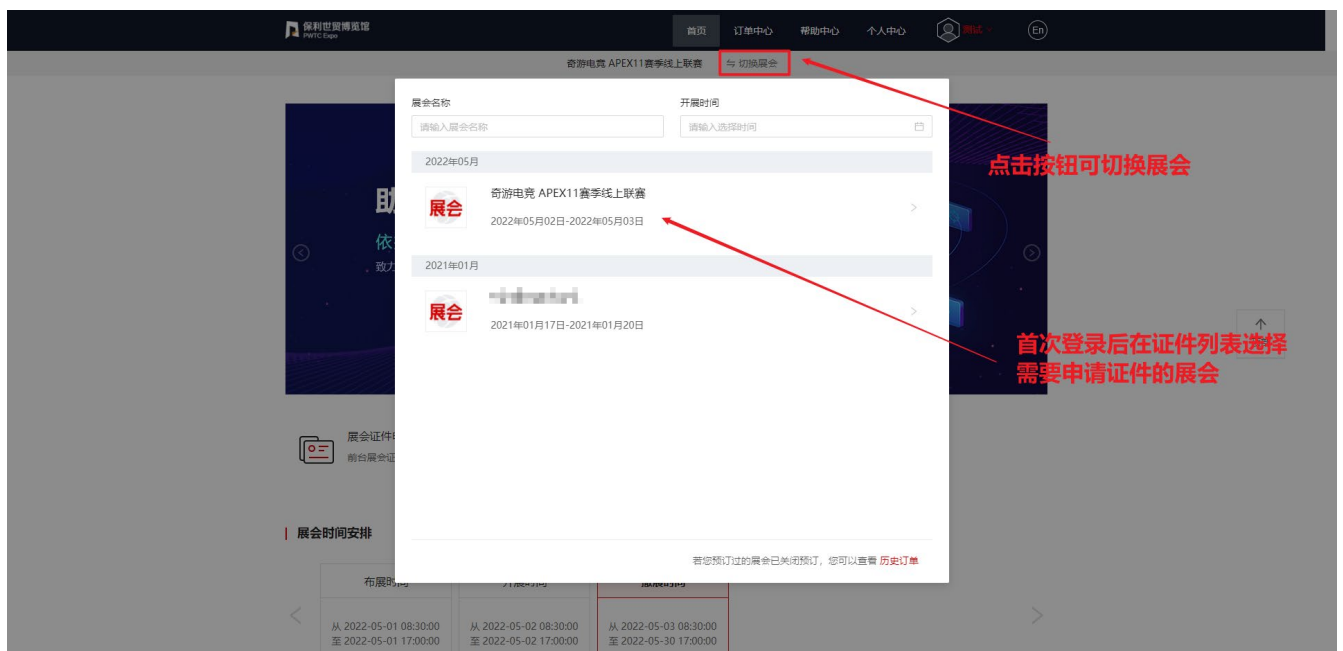 保利世贸博览馆
PWTC Expo
首页 订单中心 帮助中心 个人中心 测试 En
奇游电竞 APEX11赛季线上联赛 切换展会
展会名称 开展时间
请输入展会名称 请输入选择时间
2022年05月
点击按钮可切换展会
展会
奇游电竞 APEX11赛季线上联赛
2022年05月02日-2022年05月03日
助
依
致力
2021年01月
展会
2021年01月17日-2021年01月20日
首次登录后在证件列表选择
需要申请证件的展会
展会证件
前台展会证
展会时间安排
若您预订过的展会已关闭预订，您可以查看 历史订单
布展时间 开展时间 撤展时间
从 2022-05-01 08:30:00 从 2022-05-02 08:30:00 从 2022-05-03 08:30:00
至 2022-05-01 17:00:00 至 2022-05-02 17:00:00 至 2022-05-30 17:00:00